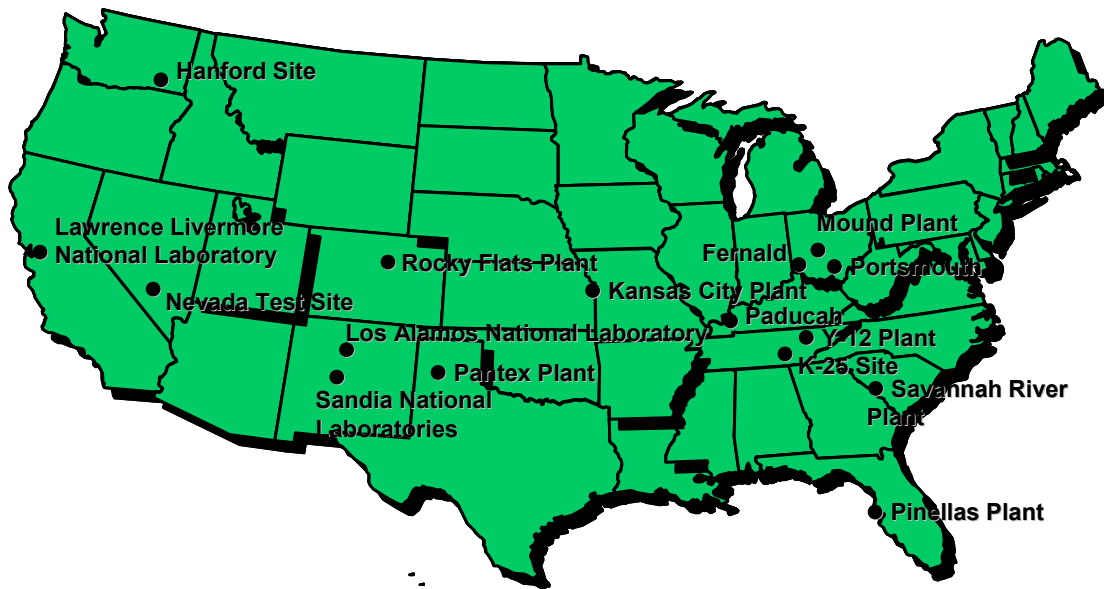 Hanford Site
Mound Plant
Lawrence Livermore
National Laboratory
Fernald
Rocky Flats Plant
Portsmouth
Nevada Test Site
Kansas City Plant
Paducah
Los Alamos National Laboratory
Y-12 Plant
K-25 Site
Pantex Plant
Savannah River
Plant
Sandia National
Laboratories
Pinellas Plant